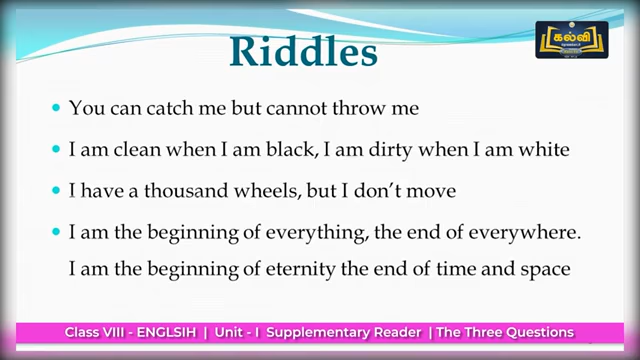 Riddles
கல்வி
You can catch me but cannot throw me
I am clean when I am black, I am dirty when I am white
I have a thousand wheels, but I don't move
I am the beginning of everything, the end of everywhere.
I am the beginning of eternity the end of time and space
Class VIII - ENGLSIH | Unit - I Supplementary Reader | The Three Questions